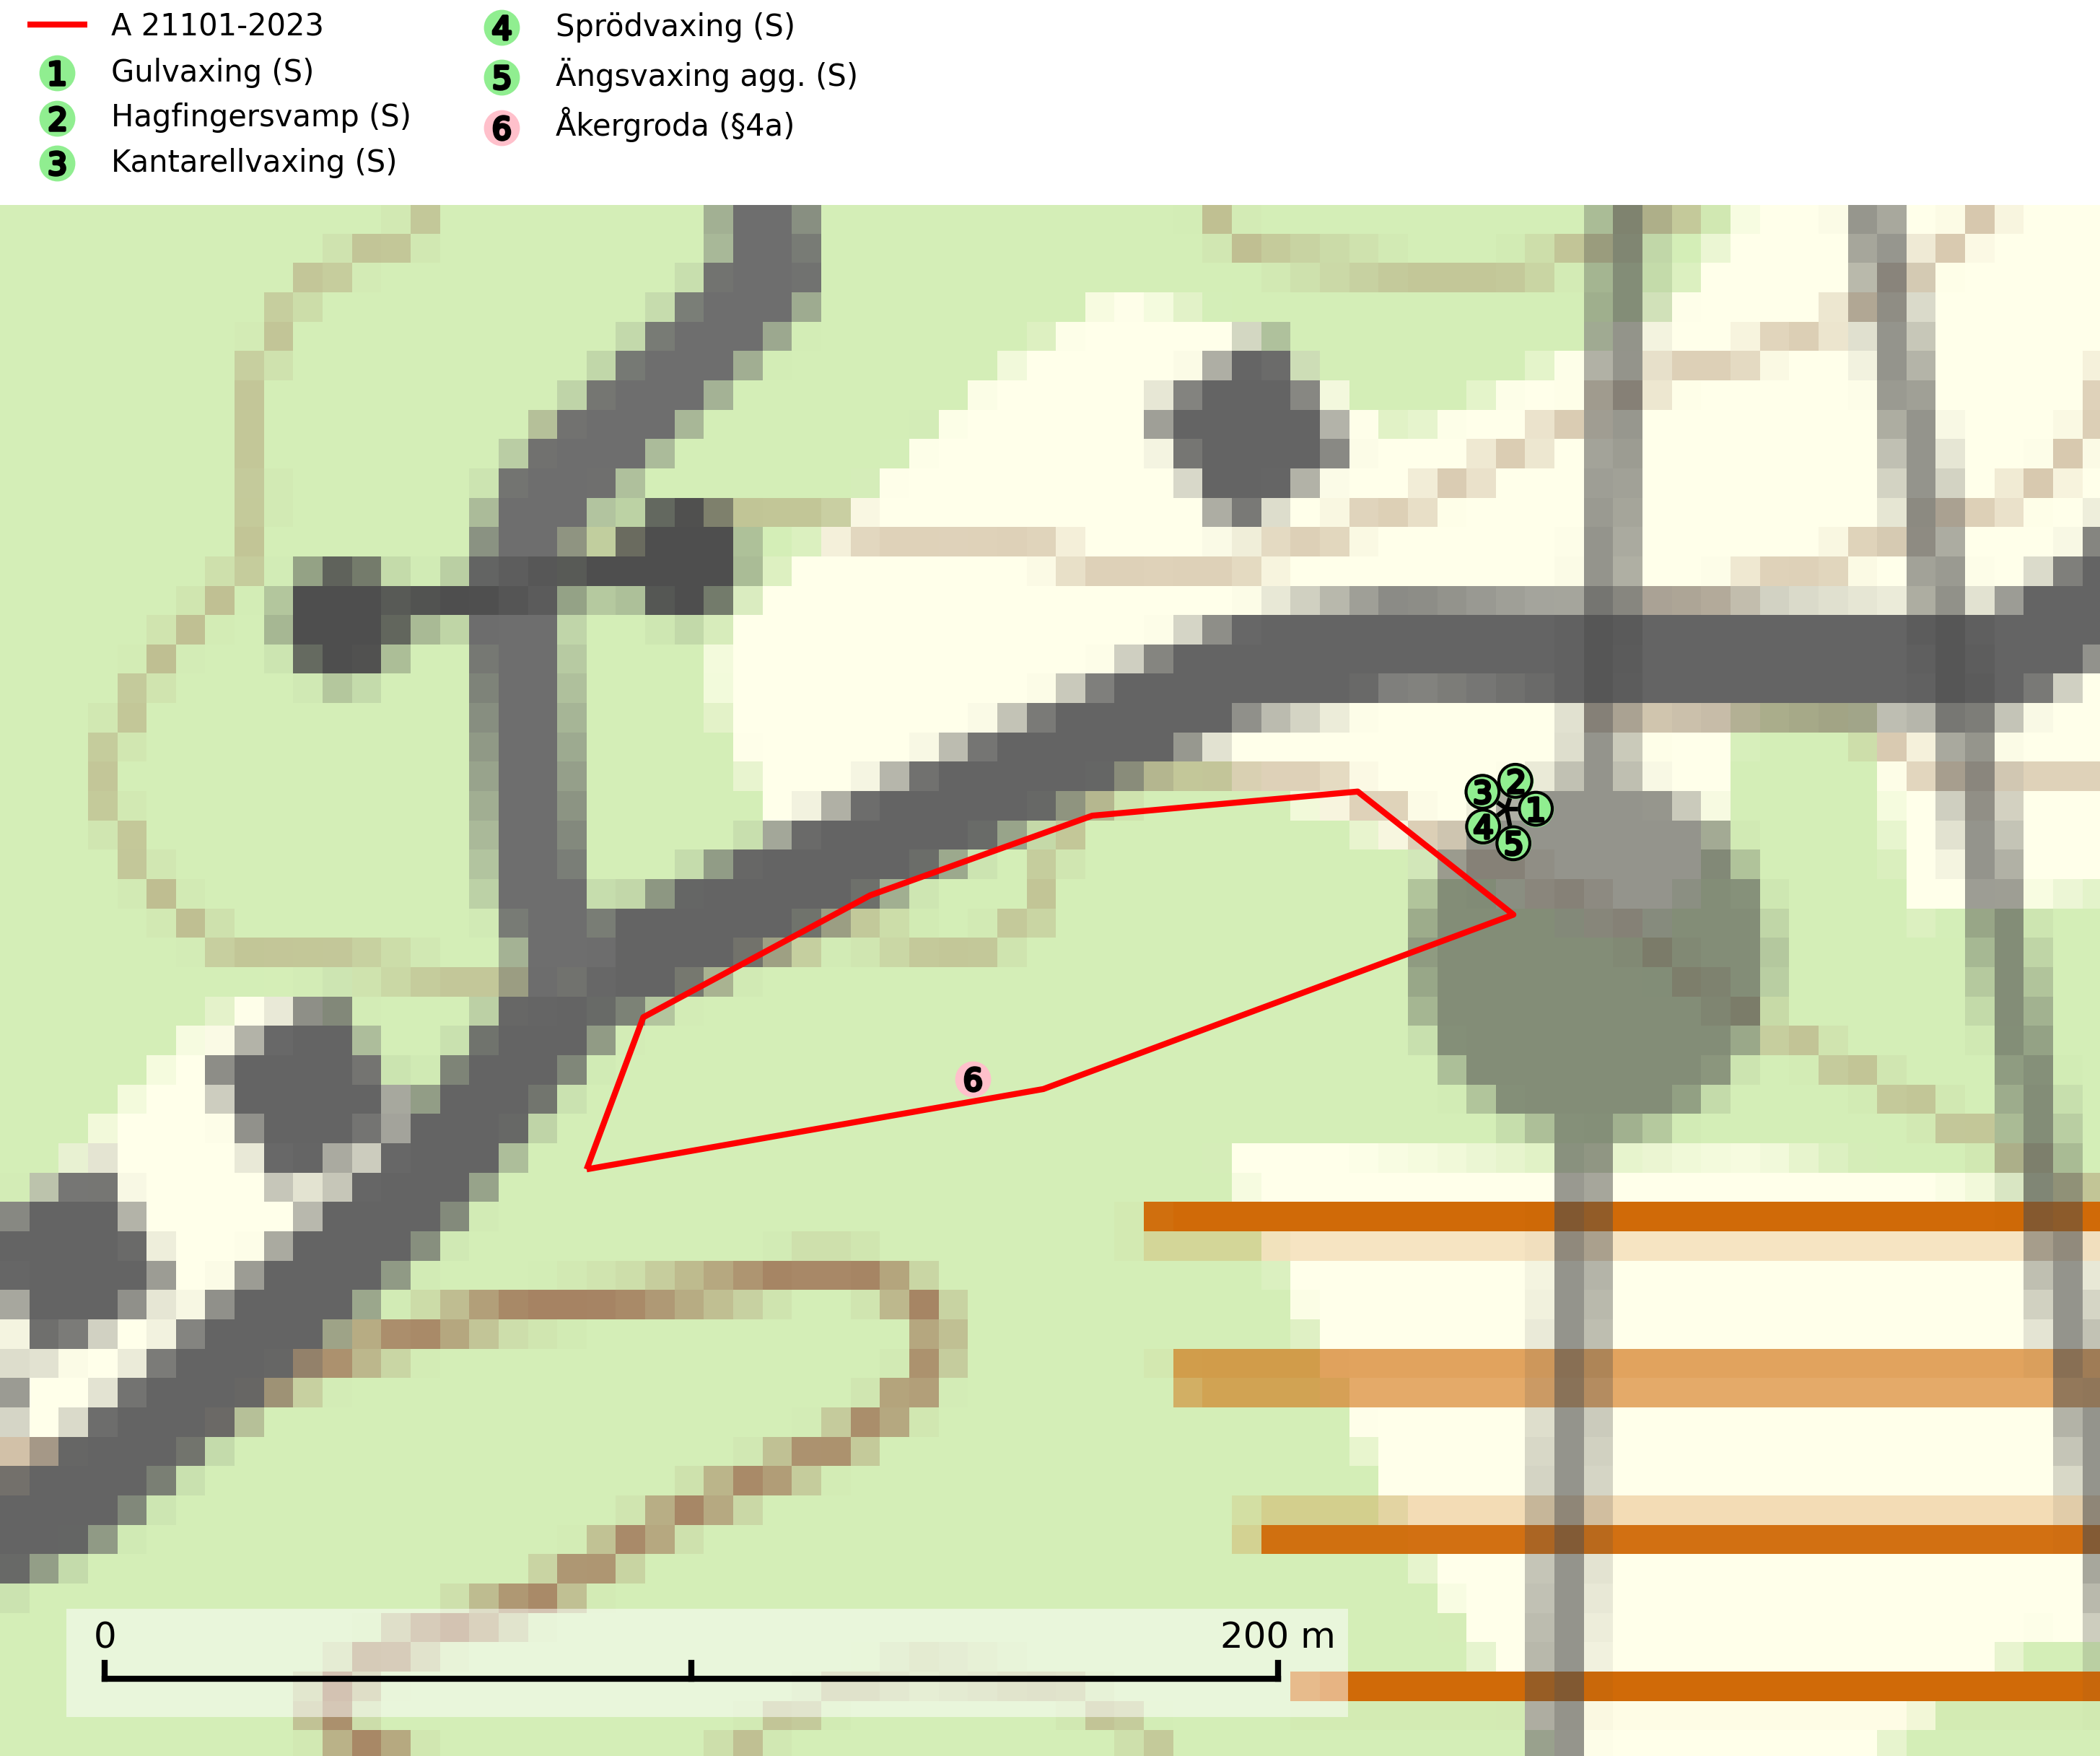 A 21101-2023
1 Gulvaxing (S)
2 Hagfingersvamp (S)
3 Kantarellvaxing (S)
4 Sprödvaxing (S)
5 Ängsvaxing agg. (S)
6 Åkergroda (§4a)
2
3
1
4
5
6
0
200 m